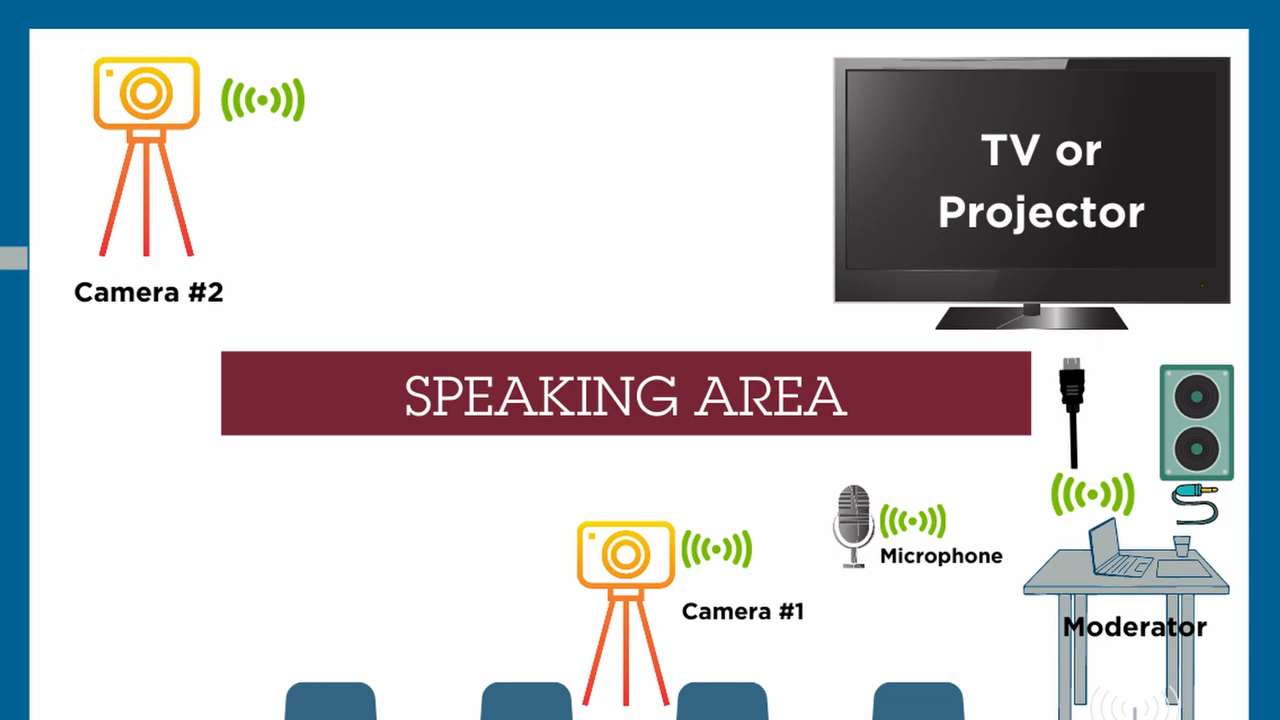 TV or
Projector
Camera #2
SPEAKING AREA
Microphone
Camera #1
Moderator